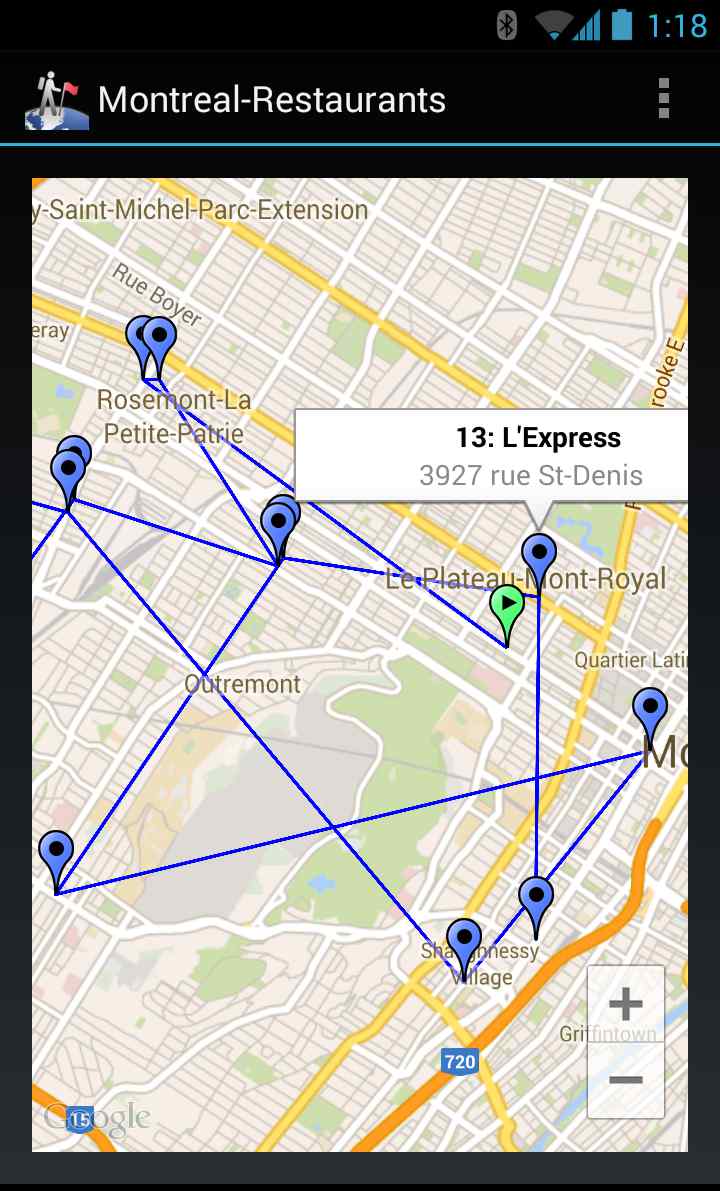 1:18
Montreal-Restaurants
y-Saint-Michel-Parc-Extension
Rue Boyer
eray
rooke E
Rosemont-La
Petite-Patrie
13: L'Express
3927 rue St-Denis
Le Plateau-Mont-Royal
Quartier Latin
Outremont
Mo
Shaughnessy
Village
Griffintown
720
15
Google